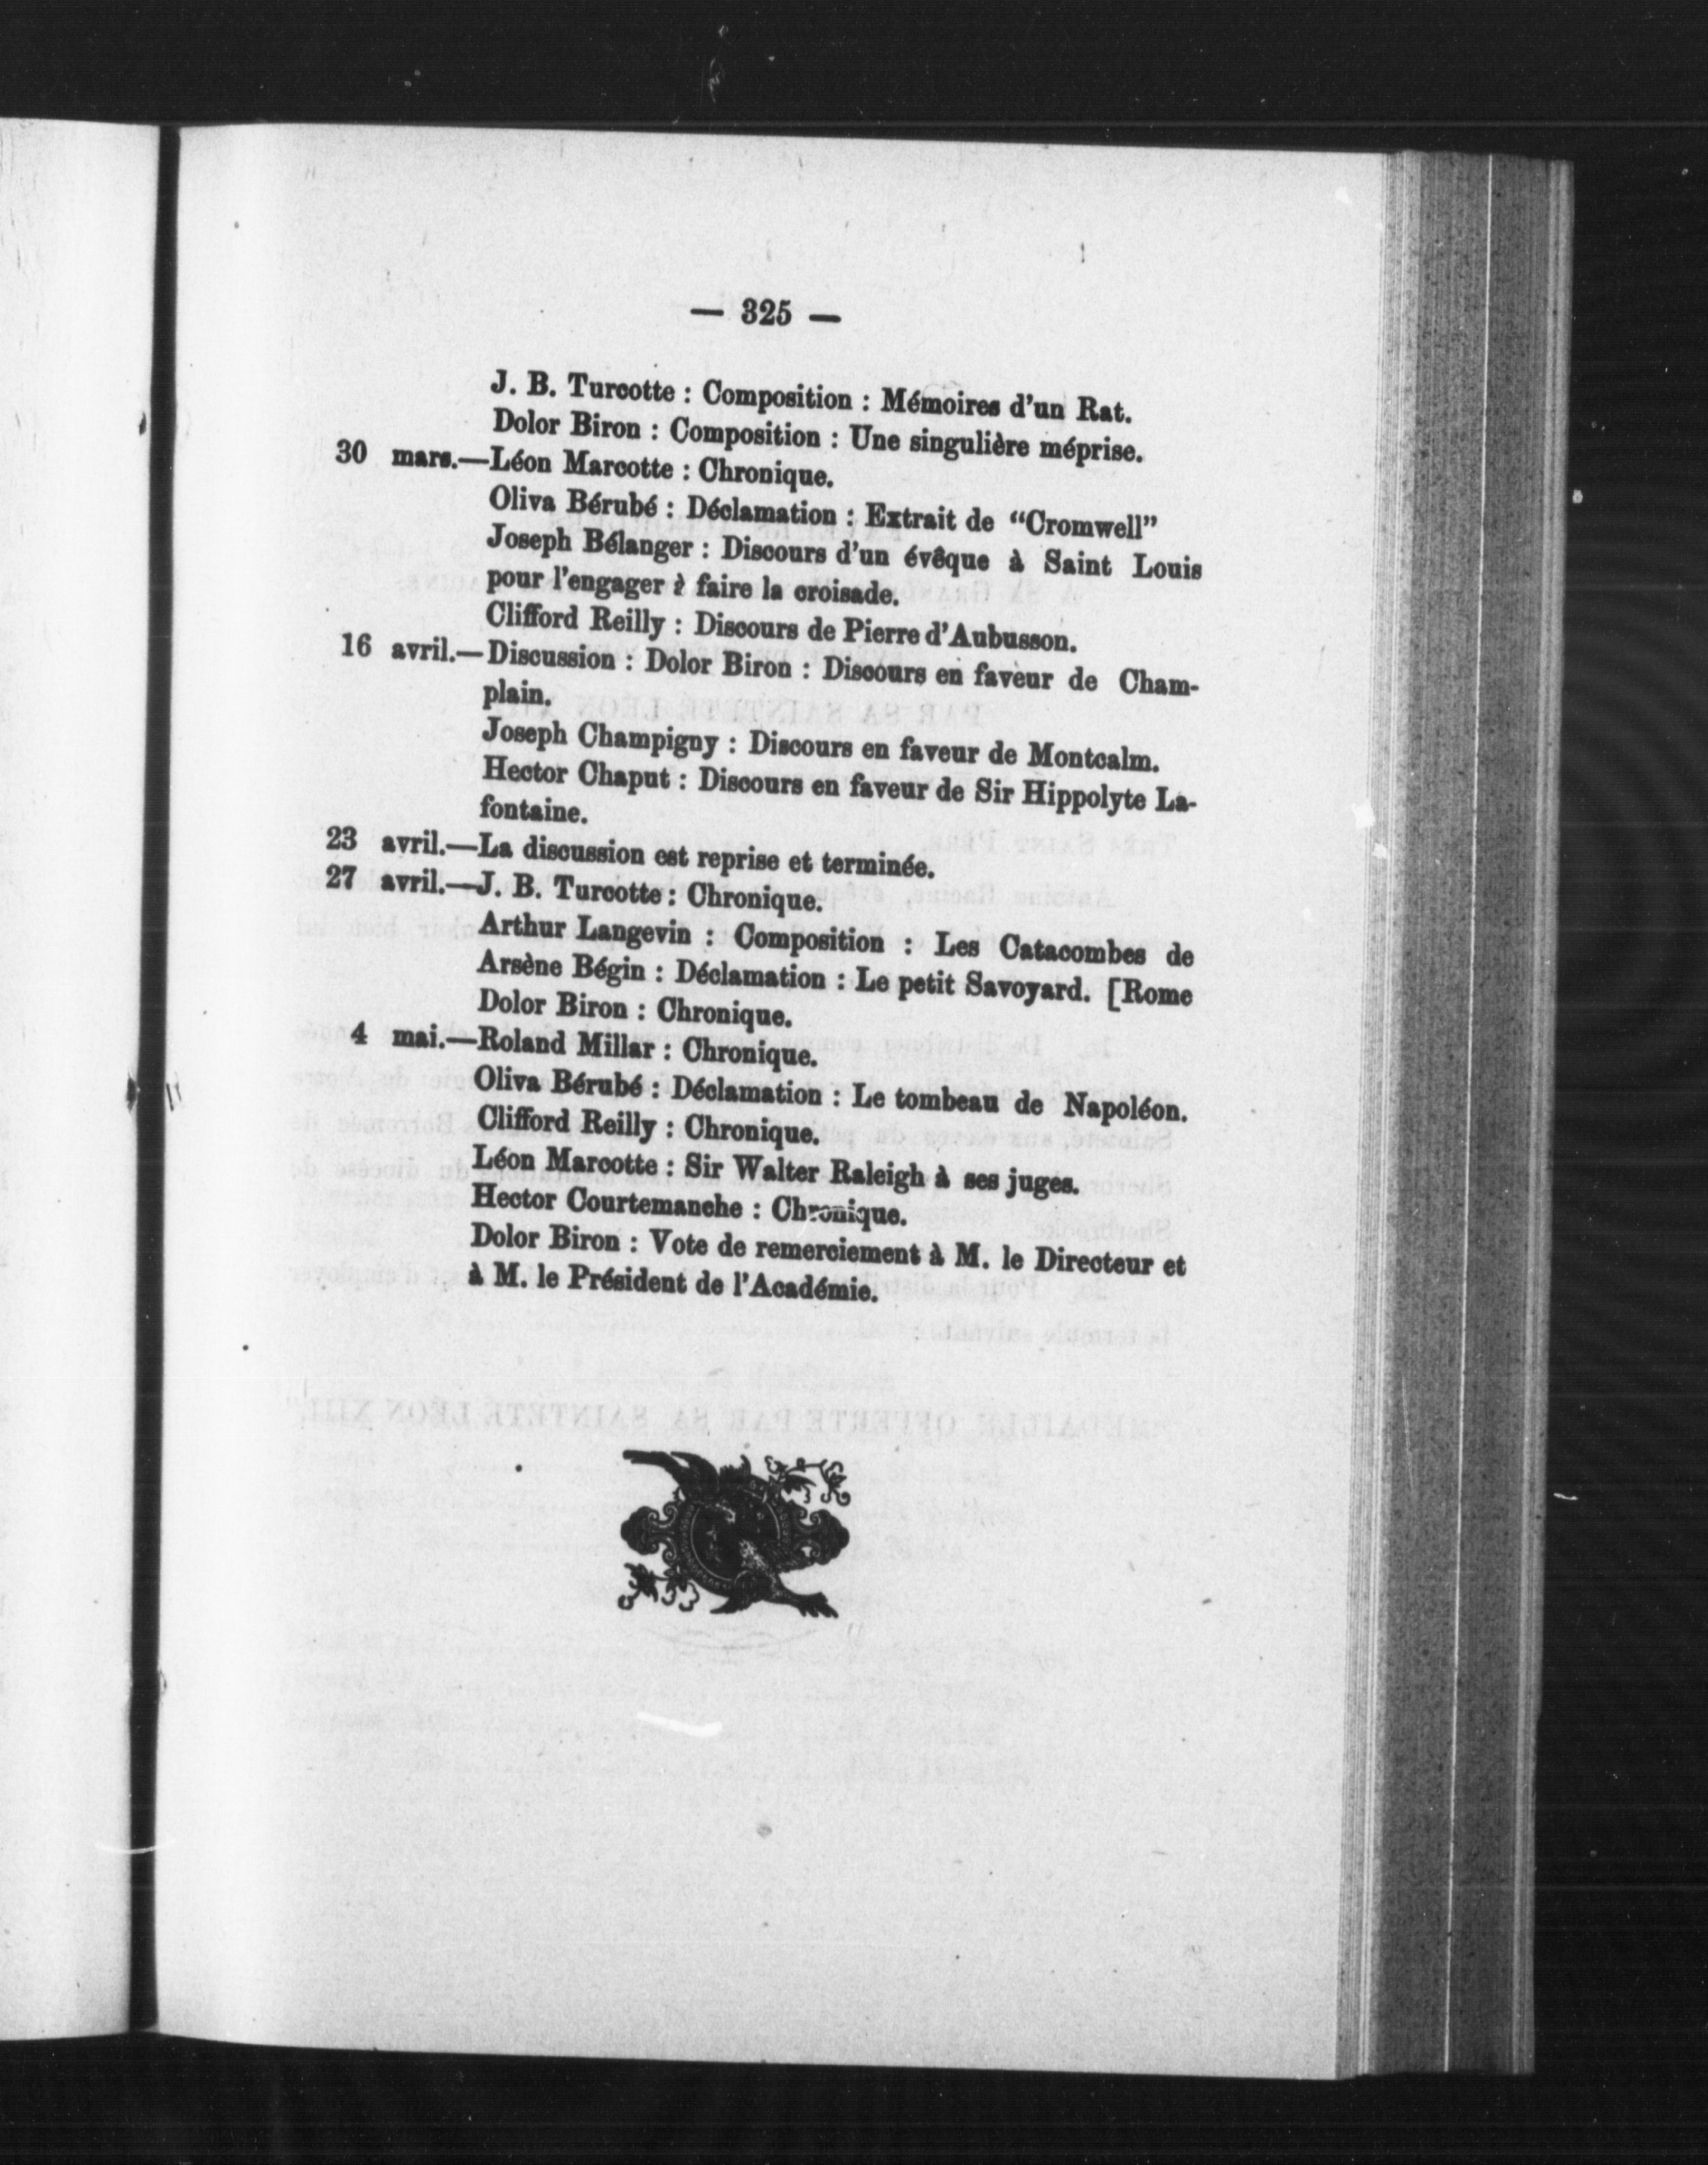 — 325 —
J. B. Turcotte : Composition : Mémoires d'un Rat.
Dolor Biron : Composition : Une singulière méprise.
30 mars.—Léon Marcotte : Chronique.
Oliva Bérubé : Déclamation : Extrait de “Cromwell”
Joseph Bélanger : Discours d'un évêque à Saint Louis
pour l'engager à faire la croisade.
Clifford Reilly : Discours de Pierre d'Aubusson.
16 avril.—Discussion : Dolor Biron : Discours en faveur de Cham-
plain.
Joseph Champigny : Discours en faveur de Montcalm.
Hector Chaput : Discours en faveur de Sir Hippolyte La-
fontaine.
23 avril.—La discussion est reprise et terminée.
27 avril.—J. B. Turcotte : Chronique.
Arthur Langevin : Composition : Les Catacombes de
Arsène Bégin : Déclamation : Le petit Savoyard. [Rome
Dolor Biron : Chronique.
4 mai.—Roland Millar : Chronique.
Oliva Bérubé : Déclamation : Le tombeau de Napoléon.
Clifford Reilly : Chronique.
Léon Marcotte : Sir Walter Raleigh à ses juges.
Hector Courtemanche : Chronique.
Dolor Biron : Vote de remerciement à M. le Directeur et
à M. le Président de l'Académie.